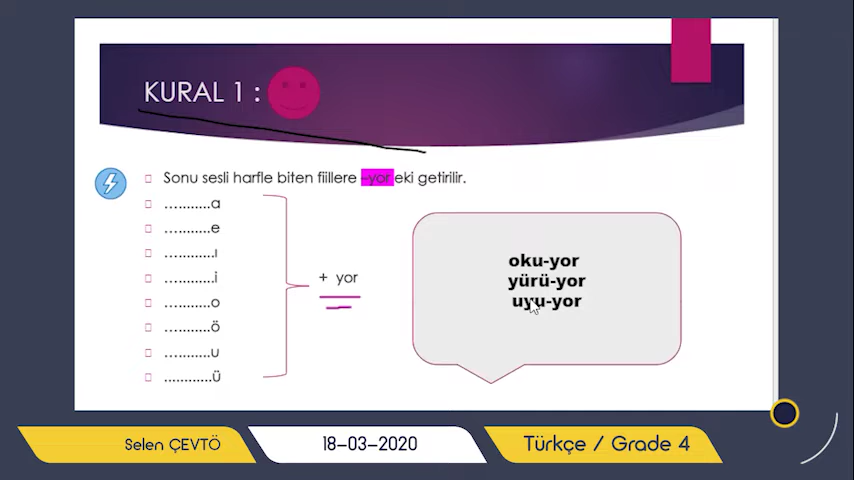 KURAL 1 :
Sonu sesli harfle biten fiillere –yor eki getirilir.
............a
............e
............ı
............i
............o
............ö
............u
............ü
+ yor
oku-yor
yürü-yor
uyu-yor
Selen ÇEVTÖ
18-03-2020
Türkçe / Grade 4